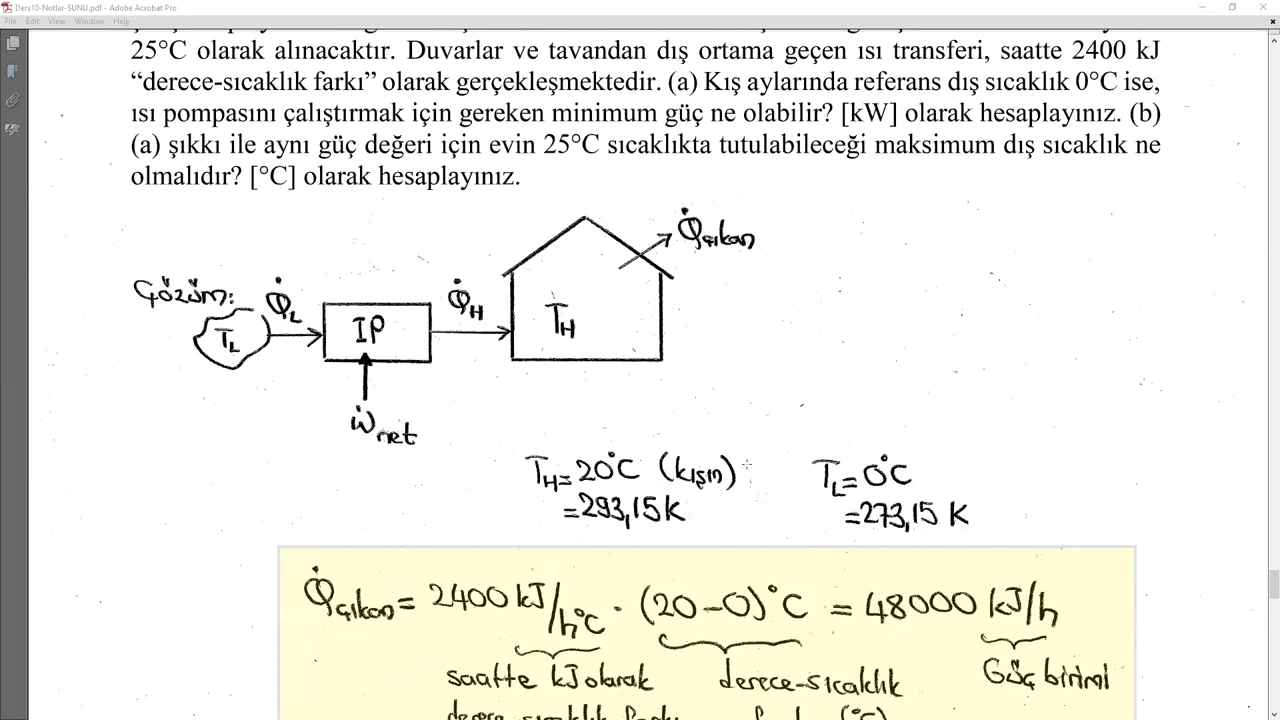 Ders10-Notlar-SUNU.pdf - Adobe Acrobat Pro
File Edit View Window Help
25°C olarak alınacaktır. Duvarlar ve tavandan dış ortama geçen ısı transferi, saatte 2400 kJ
“derece-sıcaklık farkı” olarak gerçekleşmektedir. (a) Kış aylarında referans dış sıcaklık 0°C ise,
ısı pompasını çalıştırmak için gereken minimum güç ne olabilir? [kW] olarak hesaplayınız. (b)
(a) şıkkı ile aynı güç değeri için evin 25°C sıcaklıkta tutulabileceği maksimum dış sıcaklık ne
olmalıdır? [°C] olarak hesaplayınız.
Q̇çıkan
Çözüm:
Q̇L
Q̇H
TL
IP
TH
Ẇnet
TH=20°C (kışın)
=293,15K
TL=0°C
=273,15 K
Q̇çıkan = 2400 kJ/h°C · (20-0)°C = 48000 kJ/h
saatte kJ olarak
derece-sıcaklık
Güç birimi
(°C)